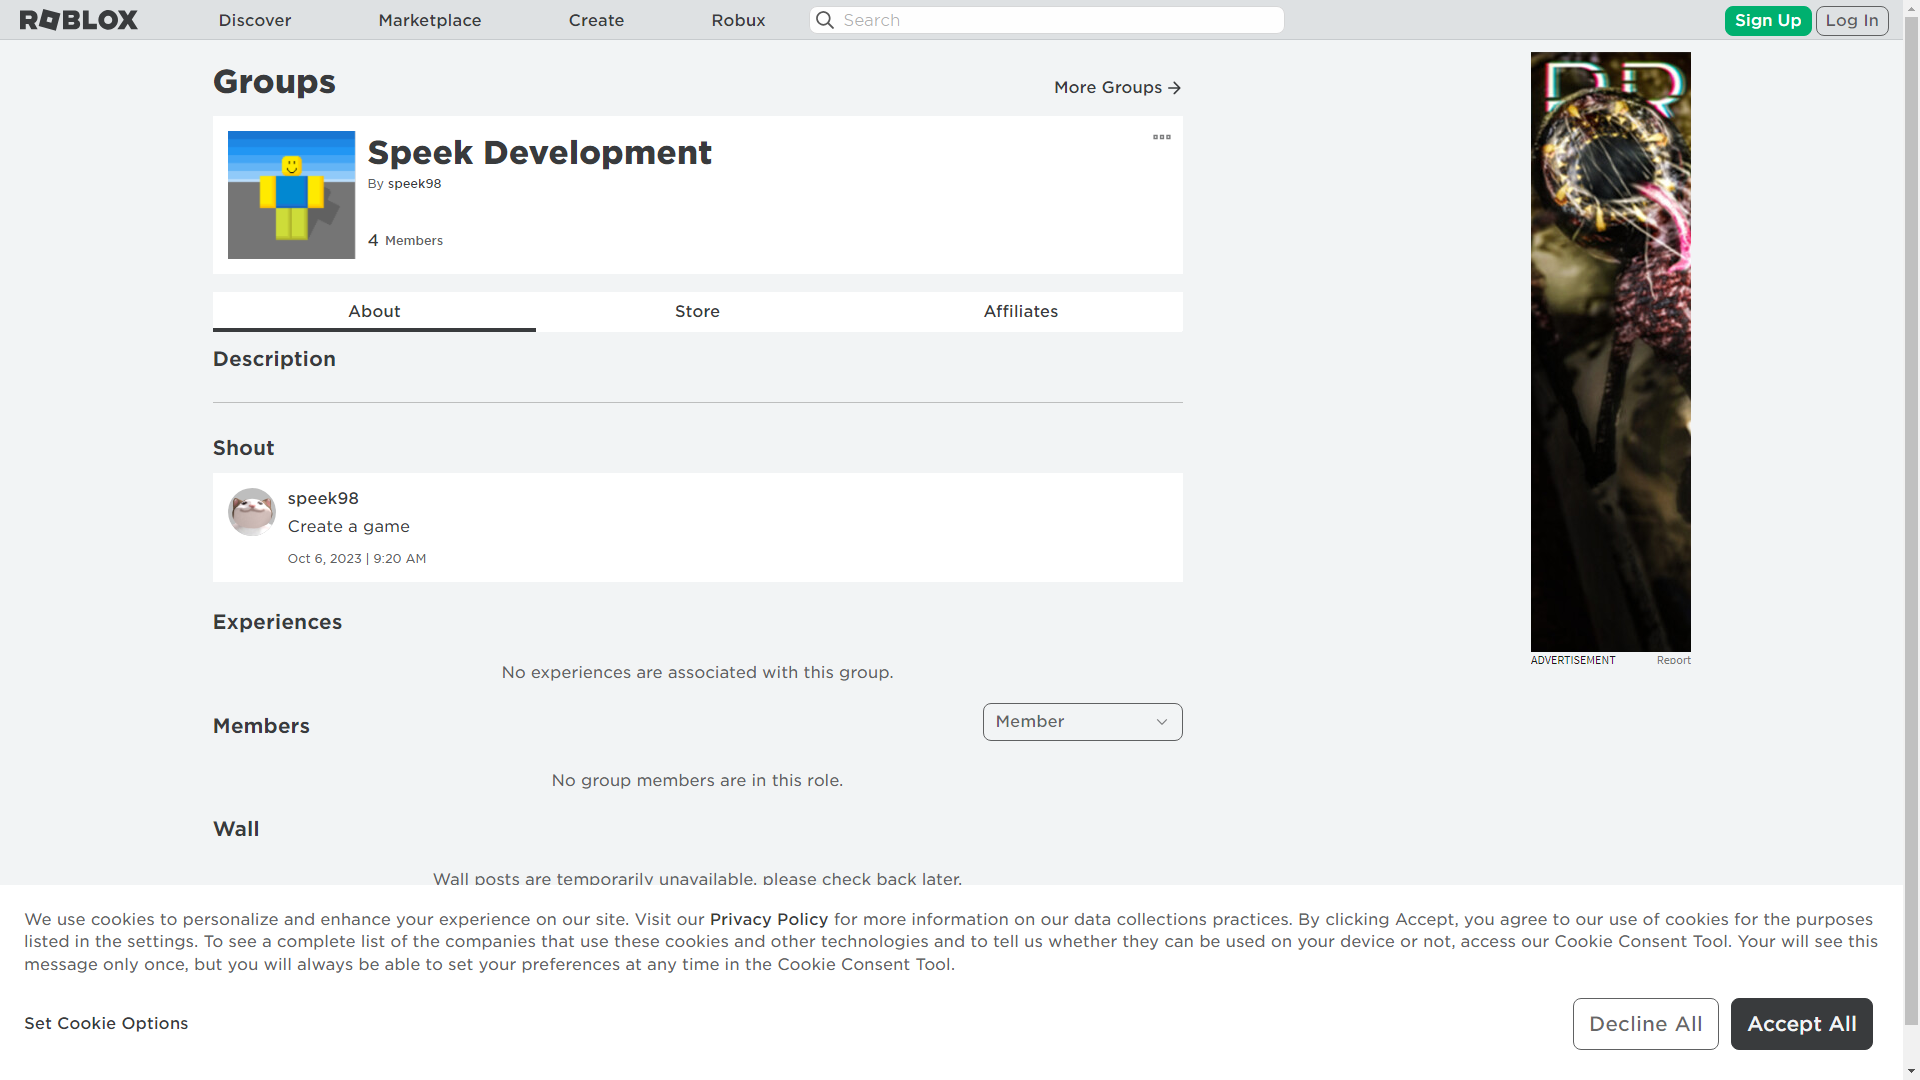 ROBLOX
Discover
Marketplace
Create
Robux
Search
Sign Up
Log In
Groups
More Groups
Speek Development
By speek98
4 Members
About
Store
Affiliates
Description
Shout
speek98
Create a game
Oct 6, 2023 | 9:20 AM
Experiences
No experiences are associated with this group.
Members
Member
No group members are in this role.
Wall
Wall posts are temporarily unavailable, please check back later.
DR
ADVERTISEMENT
Report
We use cookies to personalize and enhance your experience on our site. Visit our Privacy Policy for more information on our data collections practices. By clicking Accept, you agree to our use of cookies for the purposes
listed in the settings. To see a complete list of the companies that use these cookies and other technologies and to tell us whether they can be used on your device or not, access our Cookie Consent Tool. Your will see this
message only once, but you will always be able to set your preferences at any time in the Cookie Consent Tool.
Set Cookie Options
Decline All
Accept All